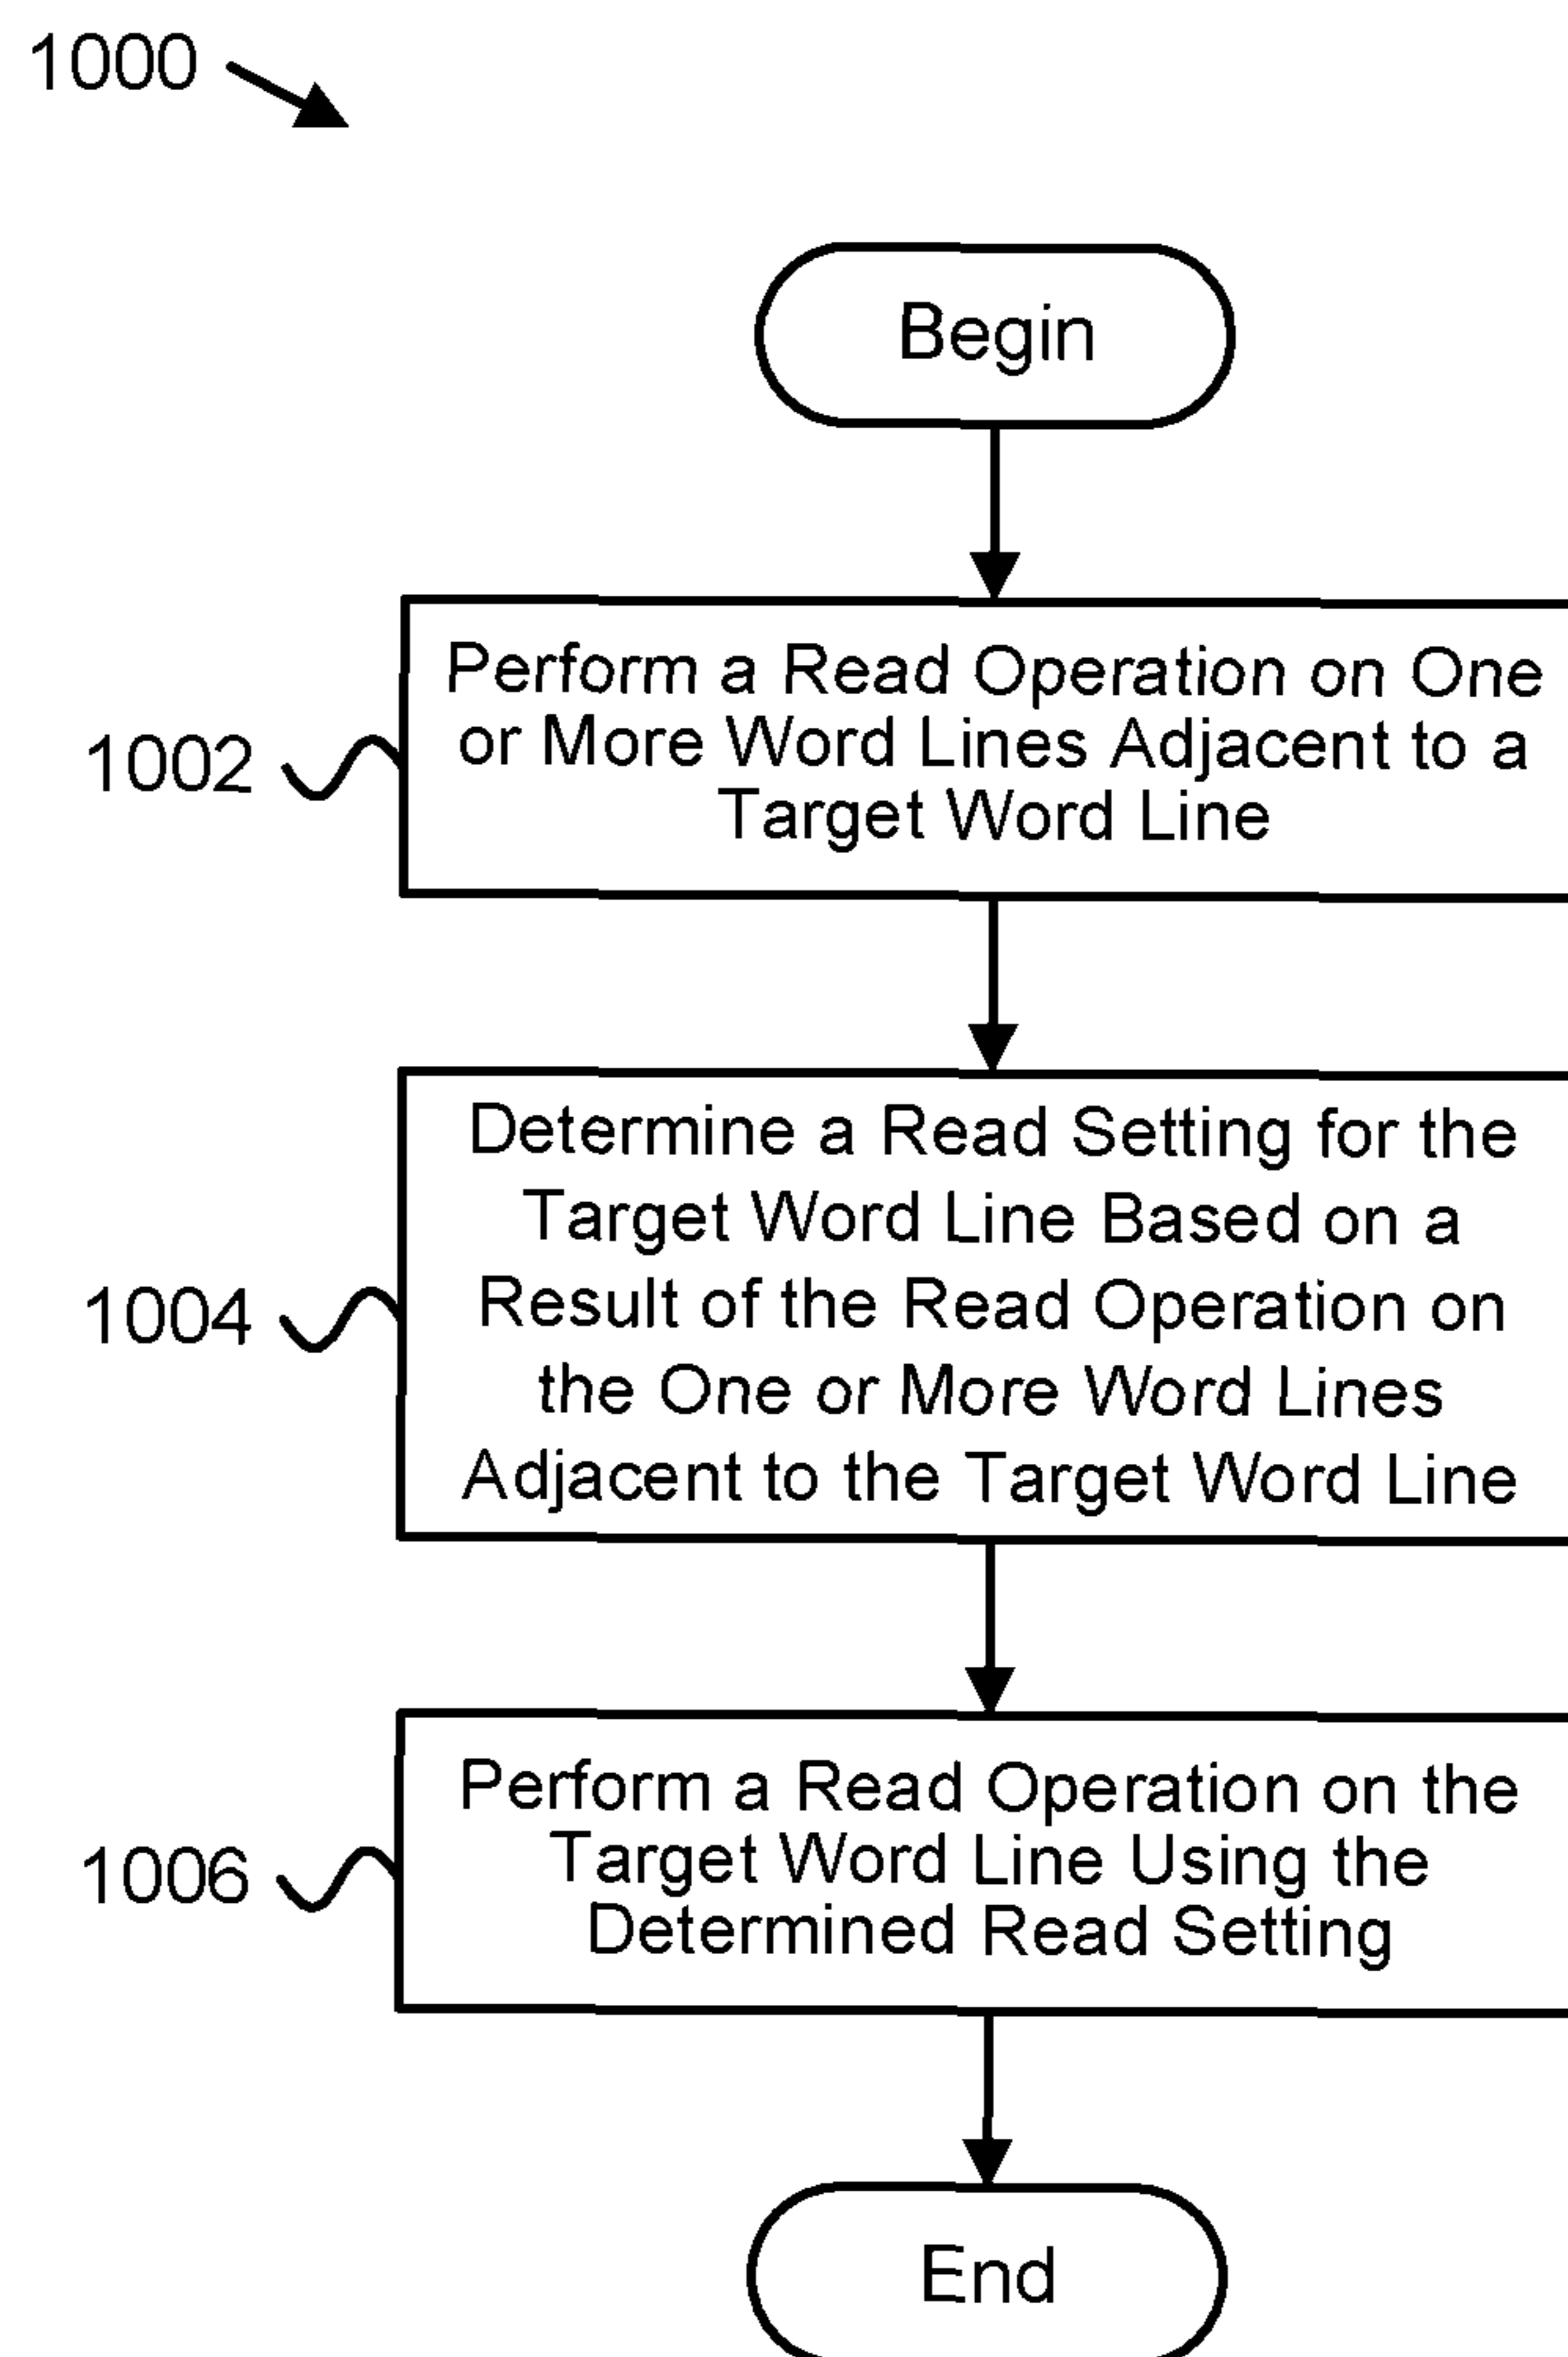 1000
Begin
Perform a Read Operation on One
or More Word Lines Adjacent to a
Target Word Line
1002
Determine a Read Setting for the
Target Word Line Based on a
Result of the Read Operation on
the One or More Word Lines
Adjacent to the Target Word Line
1004
Perform a Read Operation on the
Target Word Line Using the
Determined Read Setting
1006
End